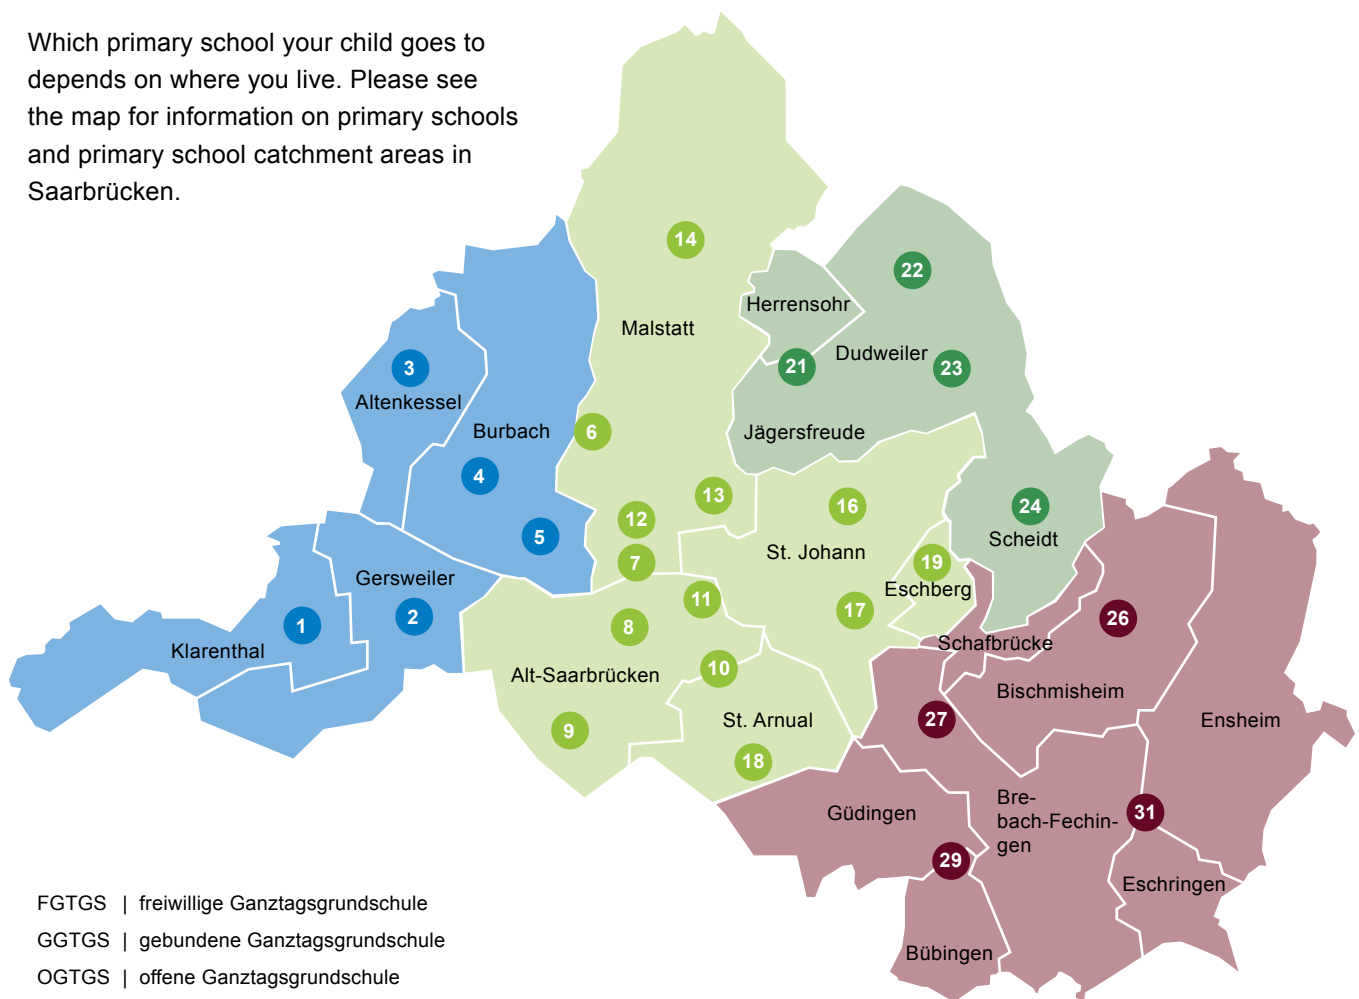 Which primary school your child goes to
depends on where you live. Please see
the map for information on primary schools
and primary school catchment areas in
Saarbrücken.
14
22
Herrensohr
Malstatt
Dudweiler
3
21
23
Altenkessel
Burbach
6
Jägersfreude
4
13
16
24
12
5
St. Johann
Scheidt
7
19
Gersweiler
Eschberg
11
1
2
8
17
26
Klarenthal
Schafbrücke
10
Alt-Saarbrücken
Bischmisheim
9
St. Arnual
27
Ensheim
18
Güdingen
Bre-
bach-Fechin-
gen
31
29
Eschringen
Bübingen
FGTGS | freiwillige Ganztagsgrundschule
GGTGS | gebundene Ganztagsgrundschule
OGTGS | offene Ganztagsgrundschule